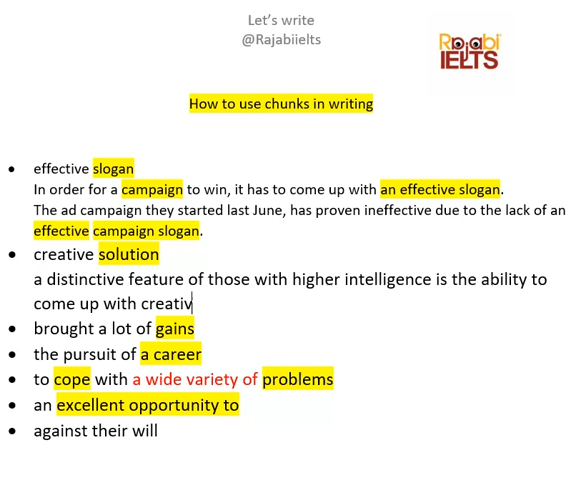 Let's write
@Rajabiielts
Rajabi
IELTS
How to use chunks in writing
• effective slogan
In order for a campaign to win, it has to come up with an effective slogan.
The ad campaign they started last June, has proven ineffective due to the lack of an
effective campaign slogan.
• creative solution
a distinctive feature of those with higher intelligence is the ability to
come up with creativ
• brought a lot of gains
• the pursuit of a career
• to cope with a wide variety of problems
• an excellent opportunity to
• against their will